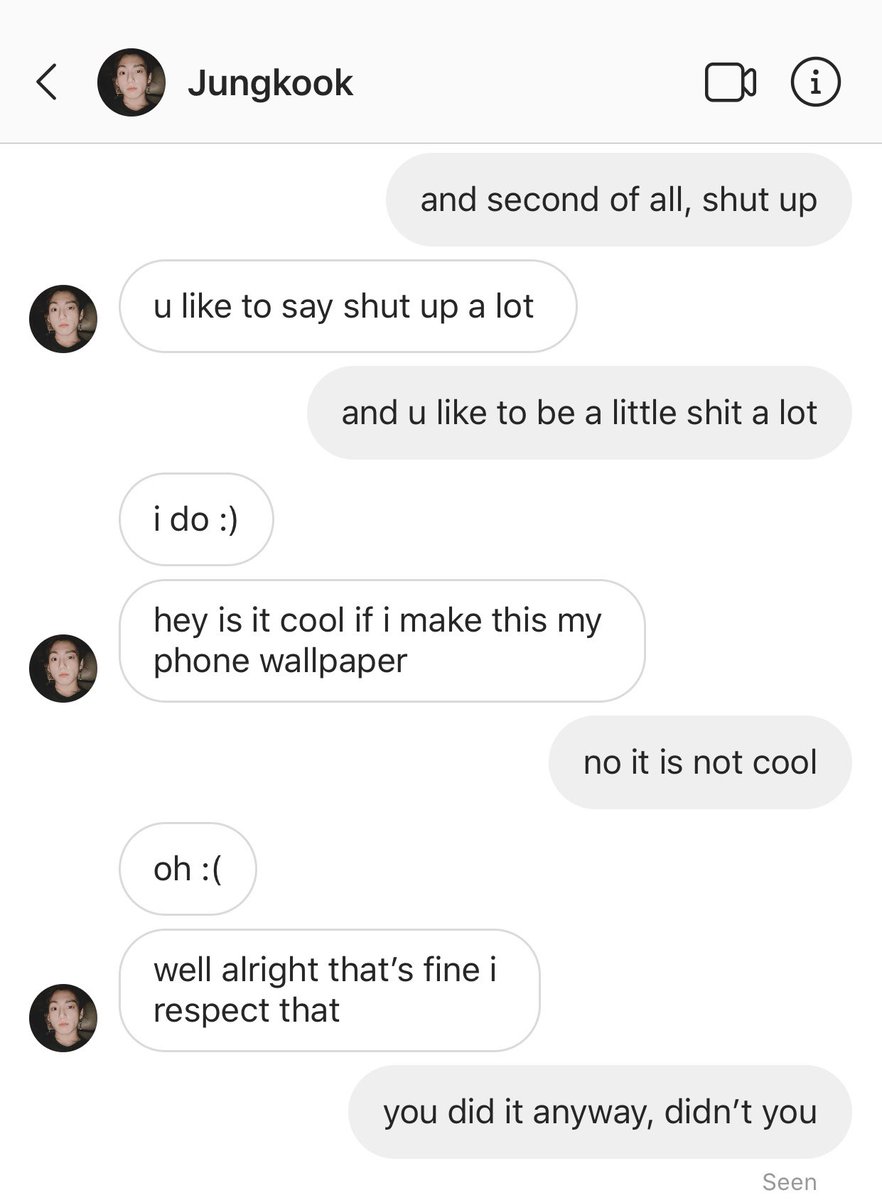 Jungkook
and second of all, shut up
u like to say shut up a lot
and u like to be a little shit a lot
i do :)
hey is it cool if i make this my
phone wallpaper
no it is not cool
oh :(
well alright that’s fine i
respect that
you did it anyway, didn’t you
Seen